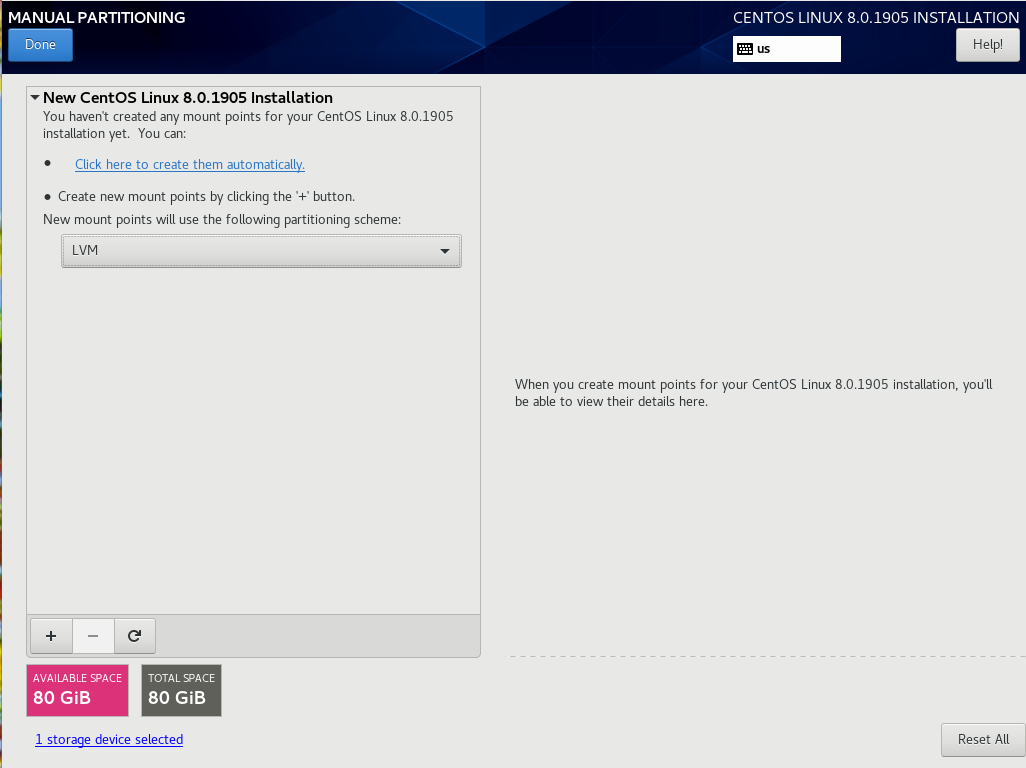 MANUAL PARTITIONING
CENTOS LINUX 8.0.1905 INSTALLATION
Done
us
Help!
New CentOS Linux 8.0.1905 Installation
You haven't created any mount points for your CentOS Linux 8.0.1905
installation yet.  You can:
● Click here to create them automatically.
● Create new mount points by clicking the '+' button.
New mount points will use the following partitioning scheme:
LVM
When you create mount points for your CentOS Linux 8.0.1905 installation, you'll
be able to view their details here.
+ −
AVAILABLE SPACE
80 GiB
TOTAL SPACE
80 GiB
1 storage device selected
Reset All